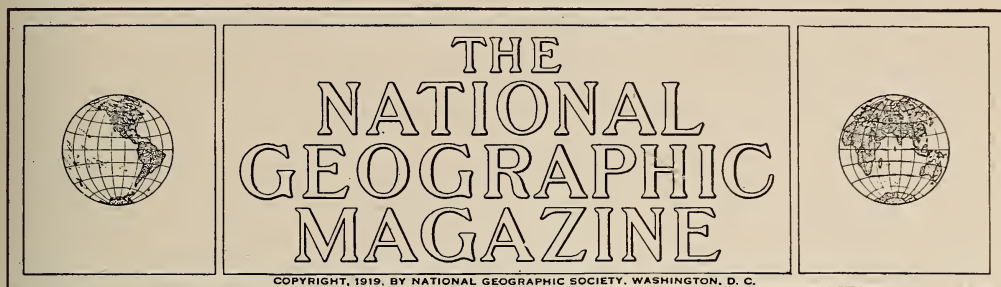 THE
NATIONAL
GEOGRAPHIC
MAGAZINE
COPYRIGHT, 1919, BY NATIONAL GEOGRAPHIC SOCIETY, WASHINGTON, D. C.